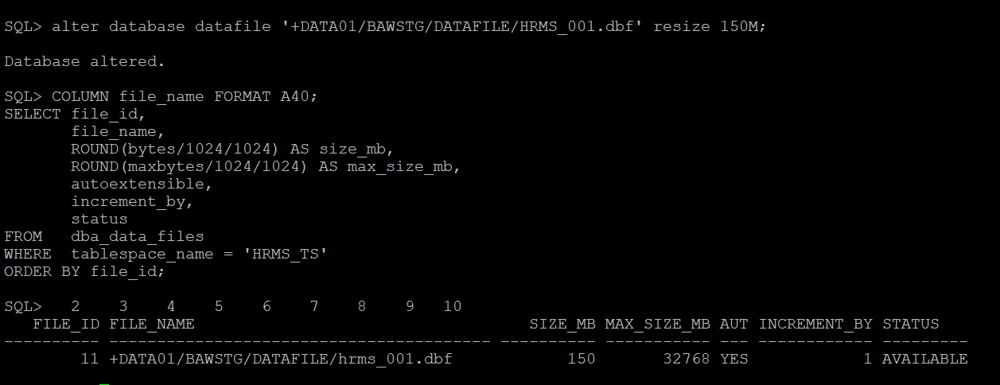 SQL> alter database datafile '+DATA01/BAWSTG/DATAFILE/HRMS_001.dbf' resize 150M;
Database altered.
SQL> COLUMN file_name FORMAT A40;
SELECT file_id,
       file_name,
       ROUND(bytes/1024/1024) AS size_mb,
       ROUND(maxbytes/1024/1024) AS max_size_mb,
       autoextensible,
       increment_by,
       status
FROM   dba_data_files
WHERE  tablespace_name = 'HRMS_TS'
ORDER BY file_id;
SQL>   2    3    4    5    6    7    8    9   10
   FILE_ID FILE_NAME                                   SIZE_MB MAX_SIZE_MB AUT INCREMENT_BY STATUS
---------- ---------------------------------------- ---------- ----------- --- ------------ ---------
        11 +DATA01/BAWSTG/DATAFILE/hrms_001.dbf            150       32768 YES            1 AVAILABLE